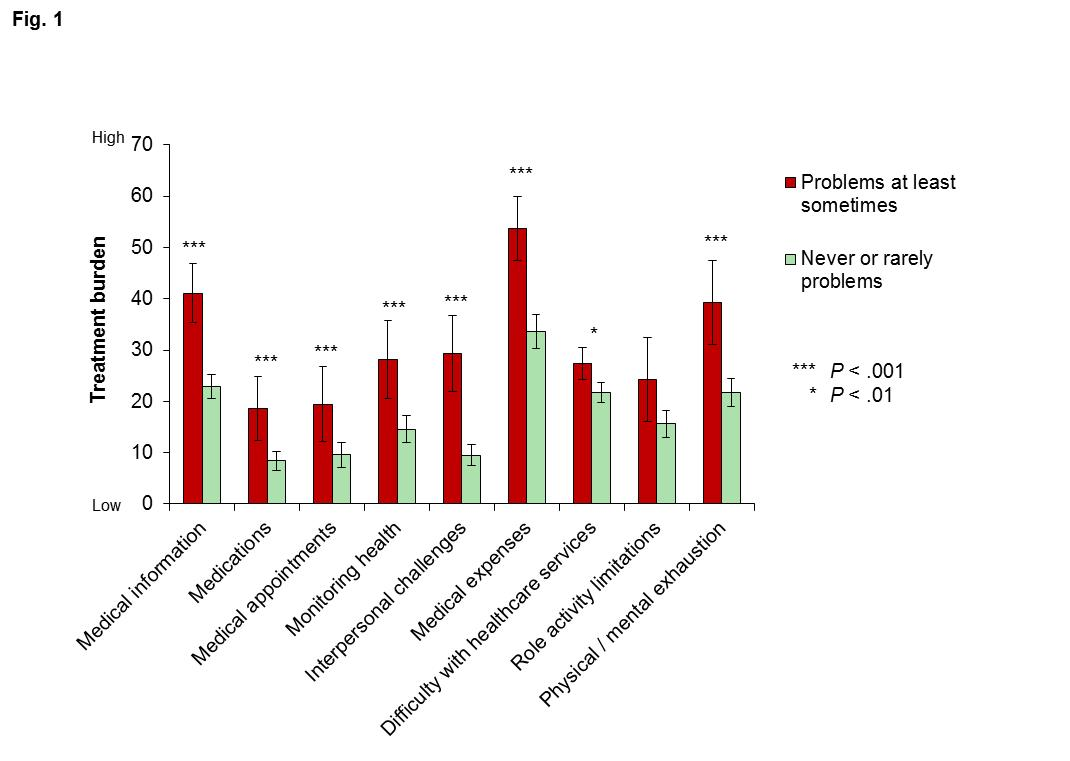 Fig. 1
High
70
60
50
40
30
20
10
0
Low
Treatment burden
***
***
***
***
***
***
*
***
Medical information
Medications
Medical appointments
Monitoring health
Interpersonal challenges
Medical expenses
Difficulty with healthcare services
Role activity limitations
Physical / mental exhaustion
Problems at least
sometimes
Never or rarely
problems
*** P < .001
* P < .01